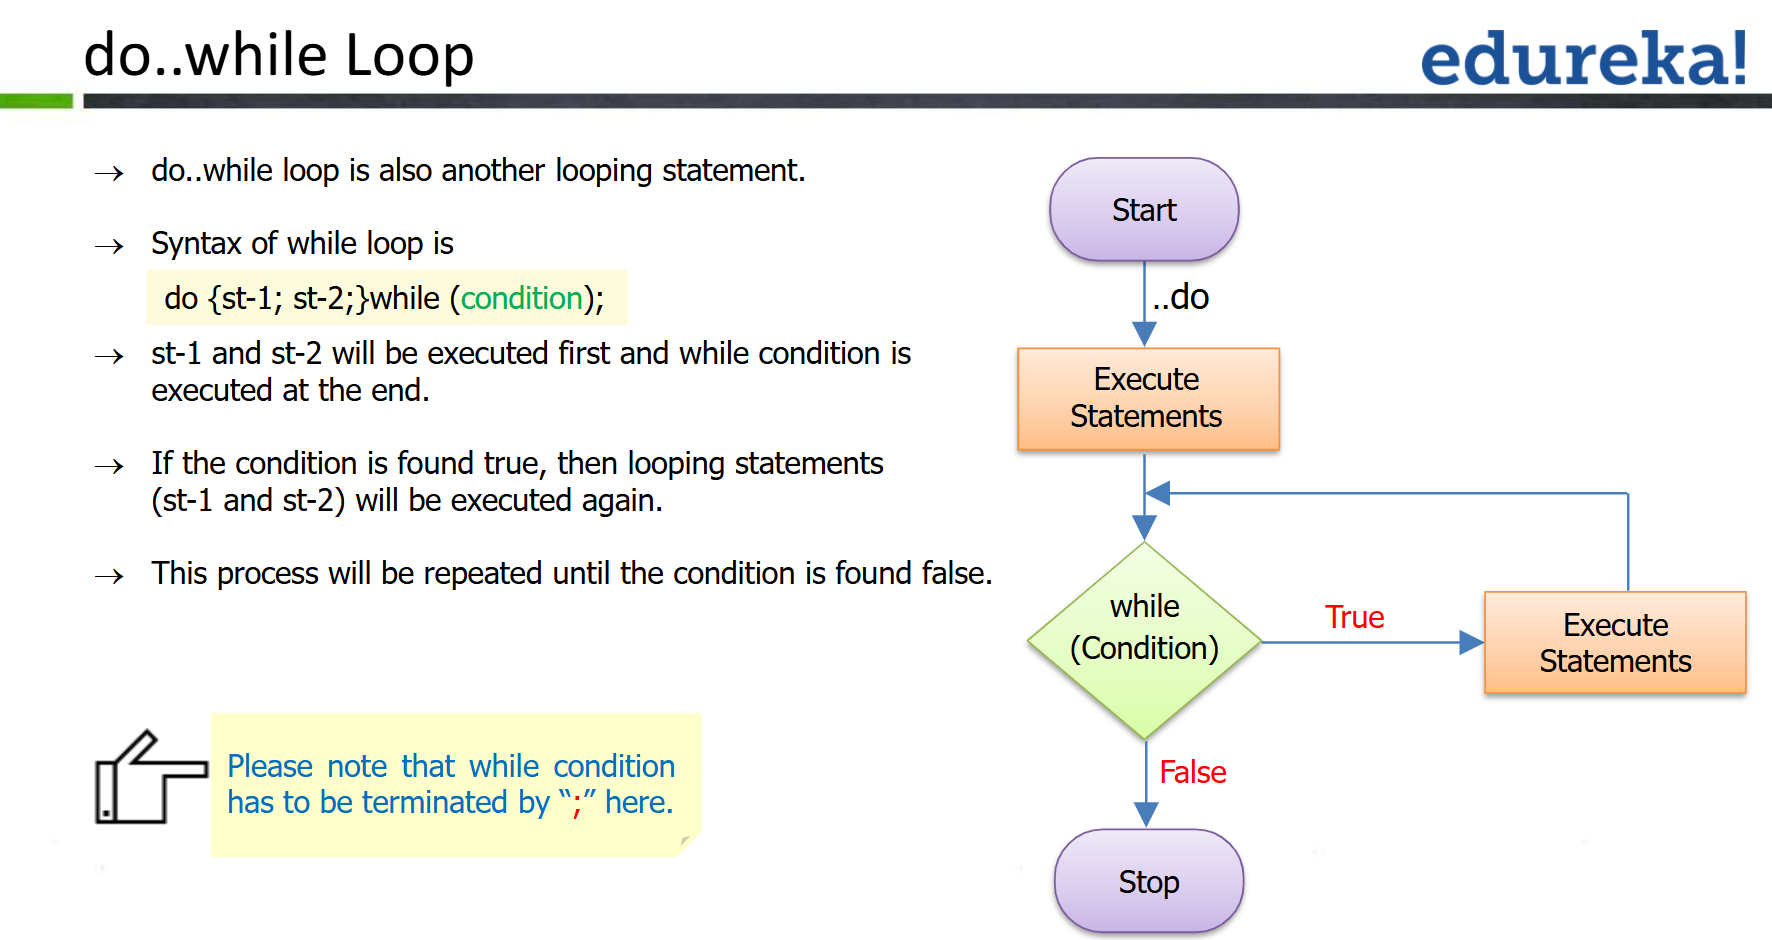 do..while Loop
edureka!
→ do..while loop is also another looping statement.
→ Syntax of while loop is
do {st-1; st-2;}while (condition);
→ st-1 and st-2 will be executed first and while condition is
executed at the end.
→ If the condition is found true, then looping statements
(st-1 and st-2) will be executed again.
→ This process will be repeated until the condition is found false.
Please note that while condition
has to be terminated by “;” here.
Start
..do
Execute
Statements
while
(Condition)
True
Execute
Statements
False
Stop